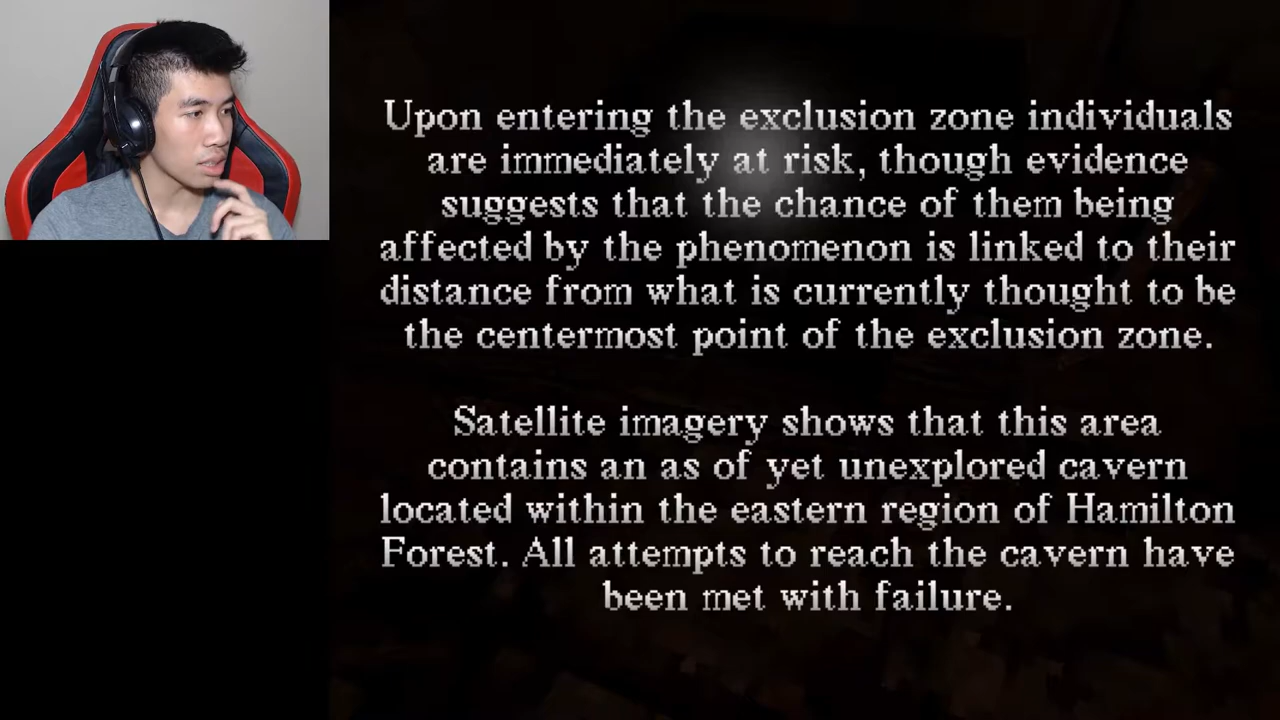 Upon entering the exclusion zone individuals
are immediately at risk, though evidence
suggests that the chance of them being
affected by the phenomenon is linked to their
distance from what is currently thought to be
the centermost point of the exclusion zone.
Satellite imagery shows that this area
contains an as of yet unexplored cavern
located within the eastern region of Hamilton
Forest. All attempts to reach the cavern have
been met with failure.